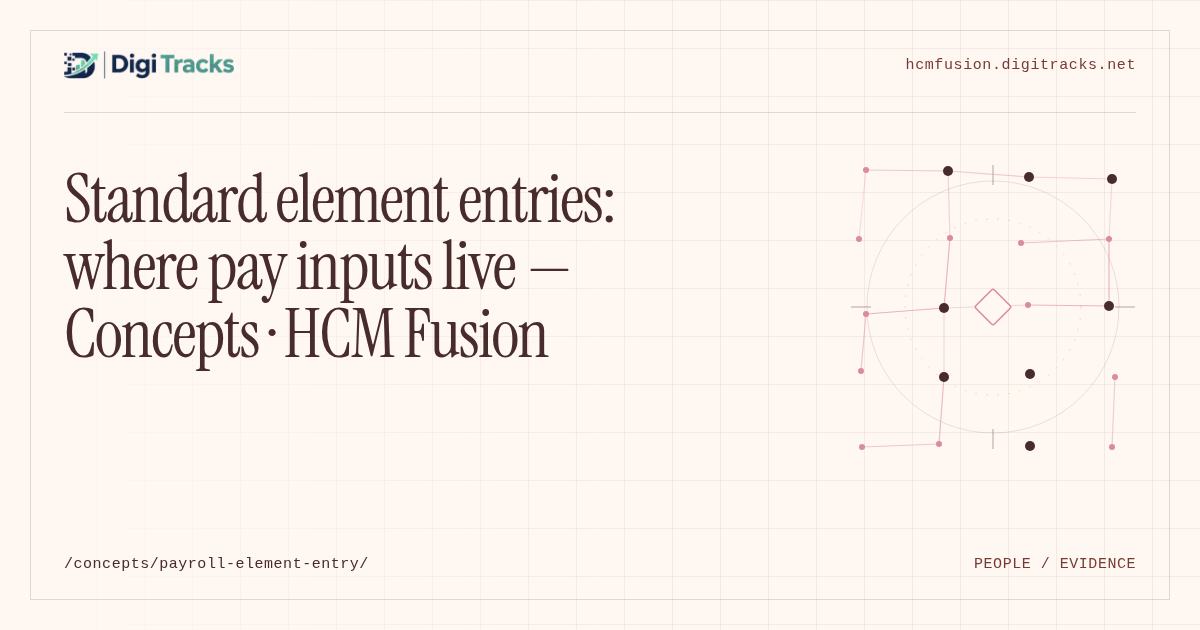 Digi Tracks
hcmfusion.digitracks.net
Standard element entries:
where pay inputs live —
Concepts · HCM Fusion
/concepts/payroll-element-entry/
PEOPLE / EVIDENCE